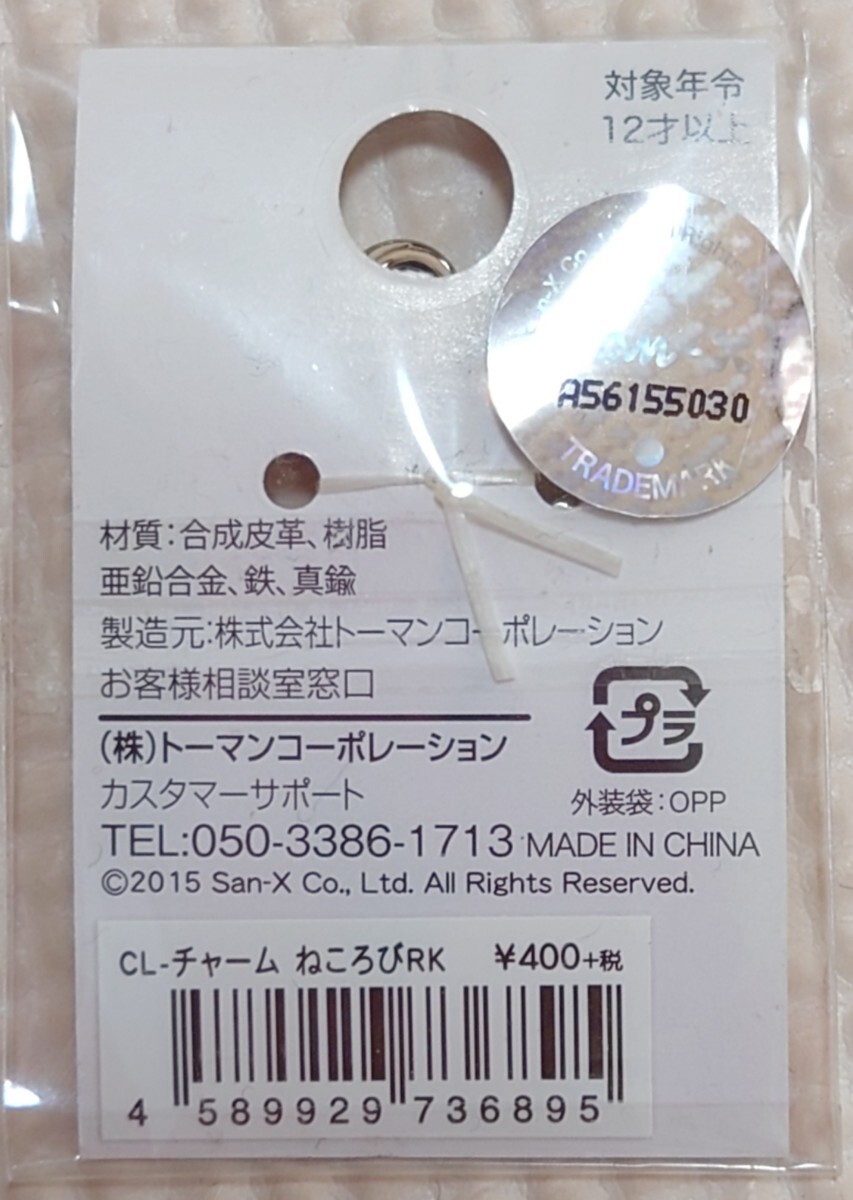 対象年令
12才以上
San-X Co
A56155030
TRADEMARK
材質：合成皮革、樹脂
亜鉛合金、鉄、真鍮
製造元：株式会社トーマンコーポレーション
お客様相談室窓口
(株)トーマンコーポレーション
カスタマーサポート
プラ
外装袋：OPP
TEL:050-3386-1713 MADE IN CHINA
©2015 San-X Co., Ltd. All Rights Reserved.
CL-チャーム ねころびRK ¥400+税
4 589929 736895